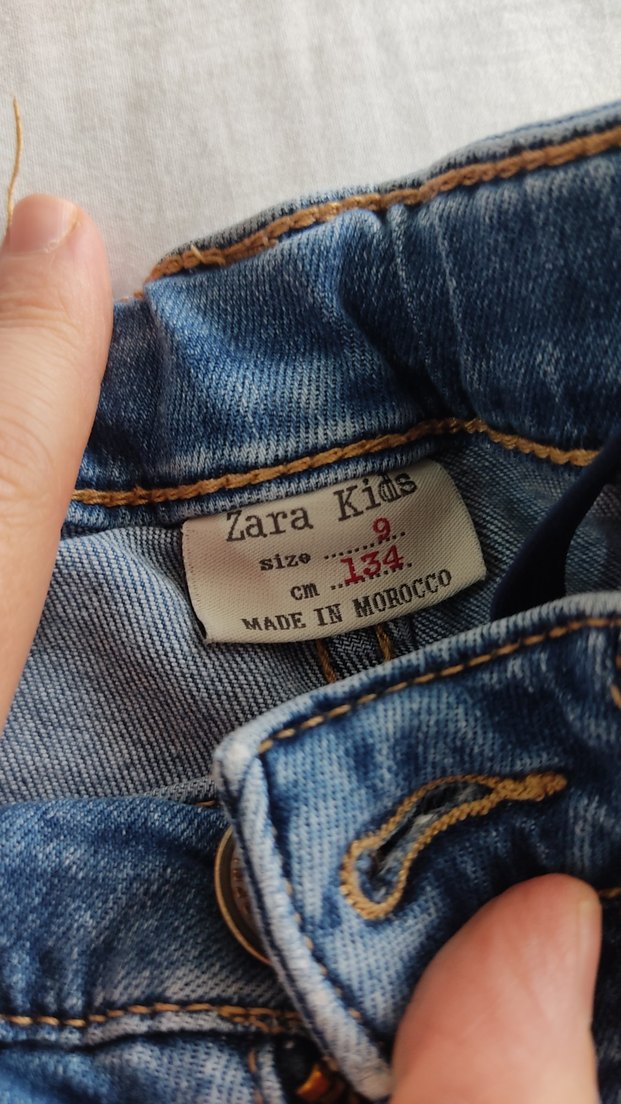 Zara Kids
size ........9
cm ..134..
MADE IN MOROCCO